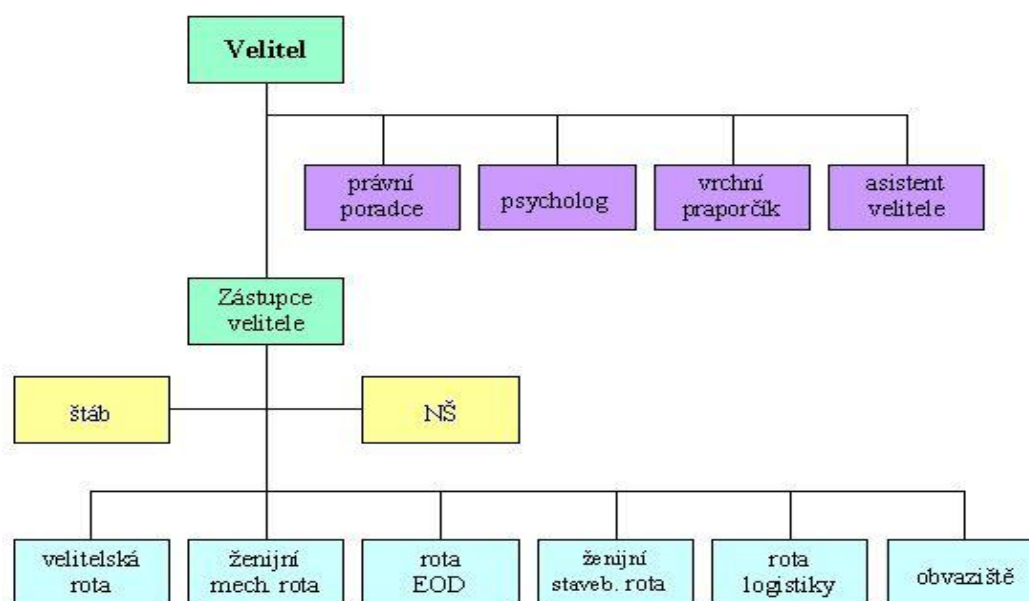 Velitel
právní
poradce
psycholog
vrchní
praporčík
asistent
velitele
Zástupce
velitele
štáb
NŠ
velitelská
rota
ženijní
mech. rota
rota
EOD
ženijní
staveb. rota
rota
logistiky
obvaziště